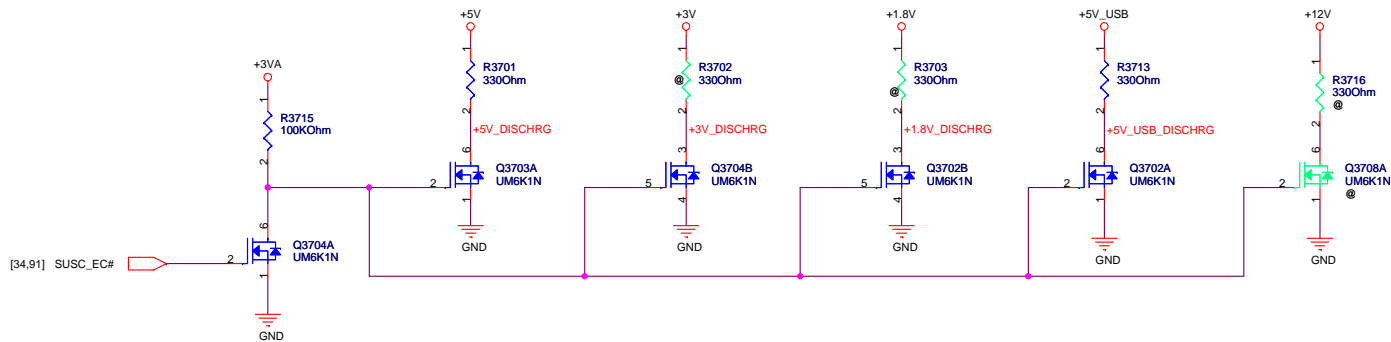 +5V
+3V
+1.8V
+5V_USB
+12V
+3VA
1
R3701
330Ohm
2
1
R3702
330Ohm
@
2
1
R3703
330Ohm
@
2
1
R3713
330Ohm
2
1
R3716
330Ohm
@
2
1
R3715
100KOhm
2
+5V_DISCHRG
+3V_DISCHRG
+1.8V_DISCHRG
+5V_USB_DISCHRG
6
Q3703A
UM6K1N
2
1
GND
3
Q3704B
UM6K1N
5
4
GND
3
Q3702B
UM6K1N
5
4
GND
6
Q3702A
UM6K1N
2
1
GND
6
Q3708A
UM6K1N
@
2
1
GND
6
Q3704A
UM6K1N
[34,91] SUSC_EC#
2
1
GND